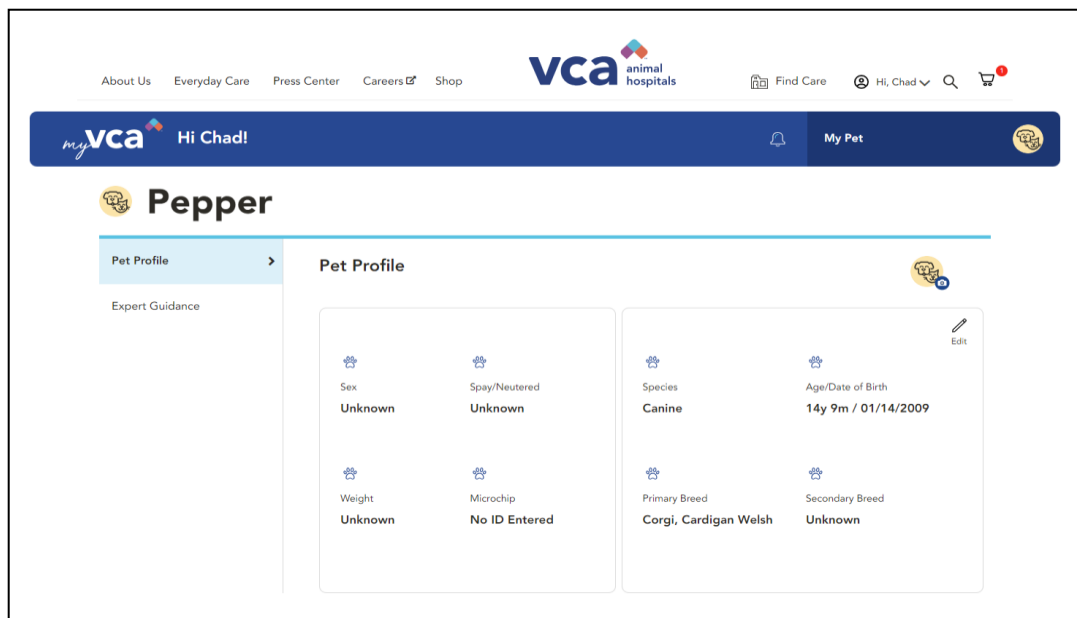 About Us Everyday Care Press Center Careers Shop
vca animal hospitals
Find Care Hi, Chad 1
myvca Hi Chad! My Pet
Pepper
Pet Profile
Expert Guidance
Pet Profile
Edit
Sex Spay/Neutered
Unknown Unknown
Weight Microchip
Unknown No ID Entered
Species Age/Date of Birth
Canine 14y 9m / 01/14/2009
Primary Breed Secondary Breed
Corgi, Cardigan Welsh Unknown